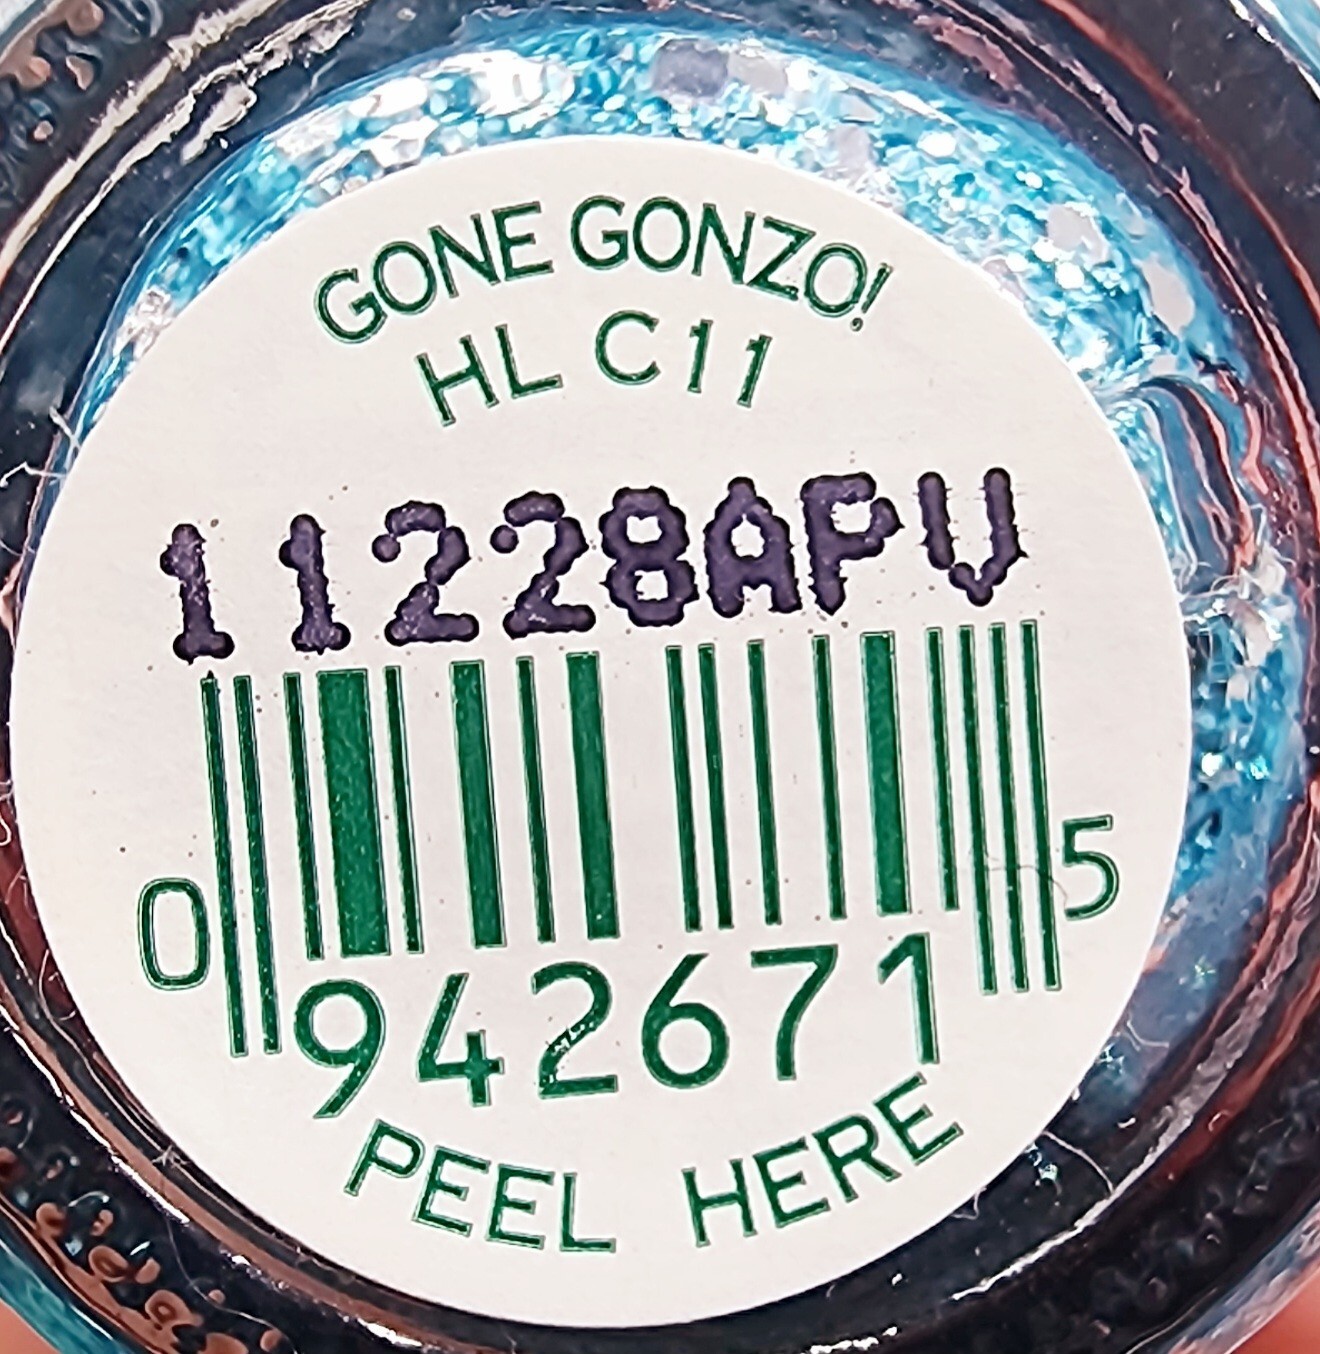 GONE GONZO!
HL C11
11228APV
0 942671 5
PEEL HERE